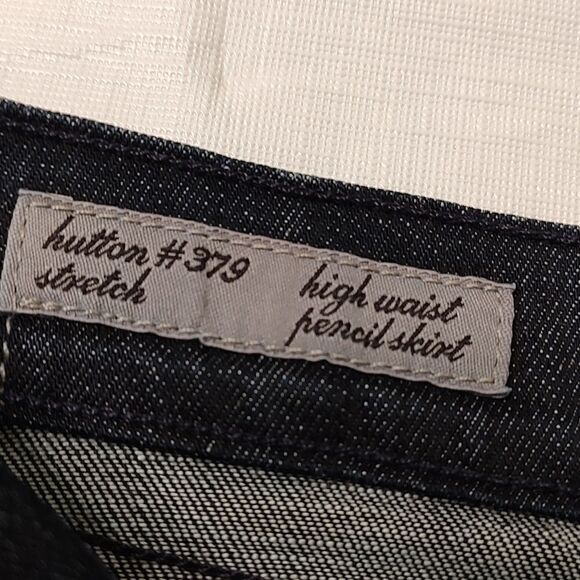 hutton #379
stretch
high waist
pencil skirt